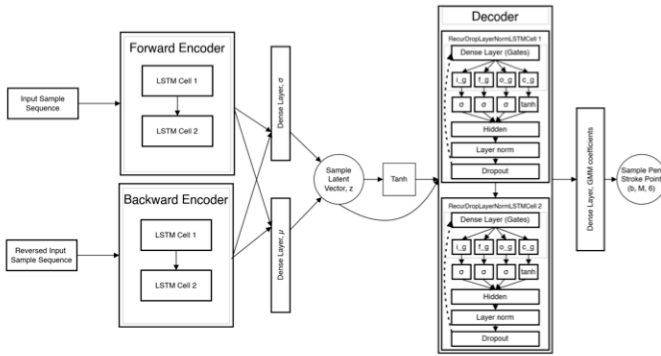 Input Sample
Sequence
Reversed Input
Sample Sequence
Forward Encoder
LSTM Cell 1
LSTM Cell 2
Backward Encoder
LSTM Cell 1
LSTM Cell 2
Dense Layer, σ
Dense Layer, μ
Sample
Latent
Vector, z
Tanh
Decoder
RecurDropLayerNormLSTMCell 1
Dense Layer (Gates)
i_g f_g o_g c_g
σ σ σ tanh
Hidden
Layer norm
Dropout
RecurDropLayerNormLSTMCell 2
Dense Layer (Gates)
i_g f_g o_g c_g
σ σ σ tanh
Hidden
Layer norm
Dropout
Dense Layer, GMM coefficients
Sample Pen
Stroke Point
(b, M, 6)